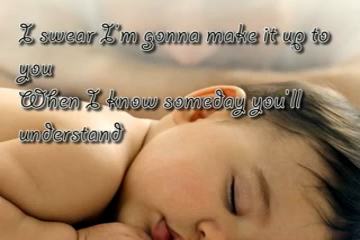 I swear I'm gonna make it up to
you
When I know someday you'll
understand